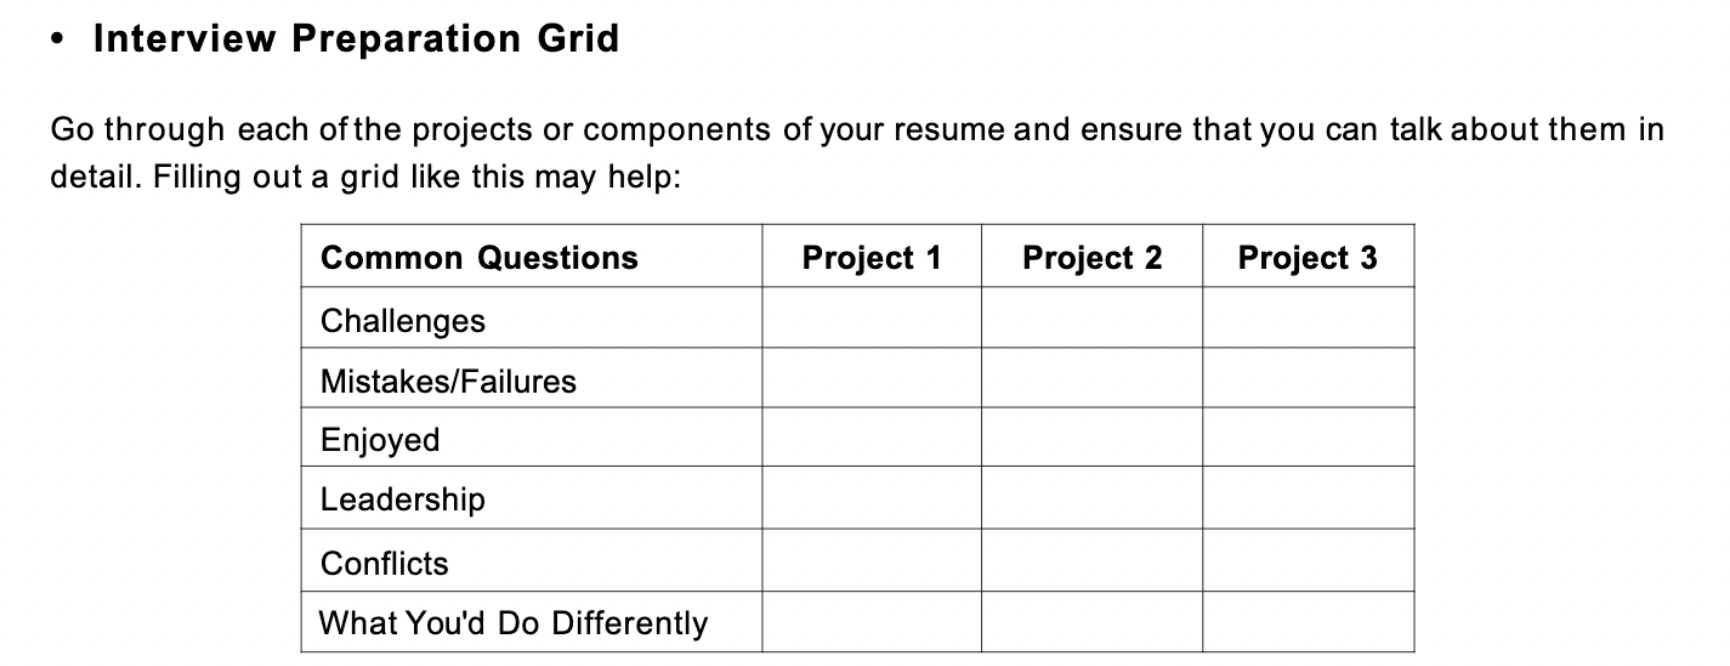 • Interview Preparation Grid
Go through each of the projects or components of your resume and ensure that you can talk about them in
detail. Filling out a grid like this may help:
Common Questions Project 1 Project 2 Project 3
Challenges
Mistakes/Failures
Enjoyed
Leadership
Conflicts
What You'd Do Differently